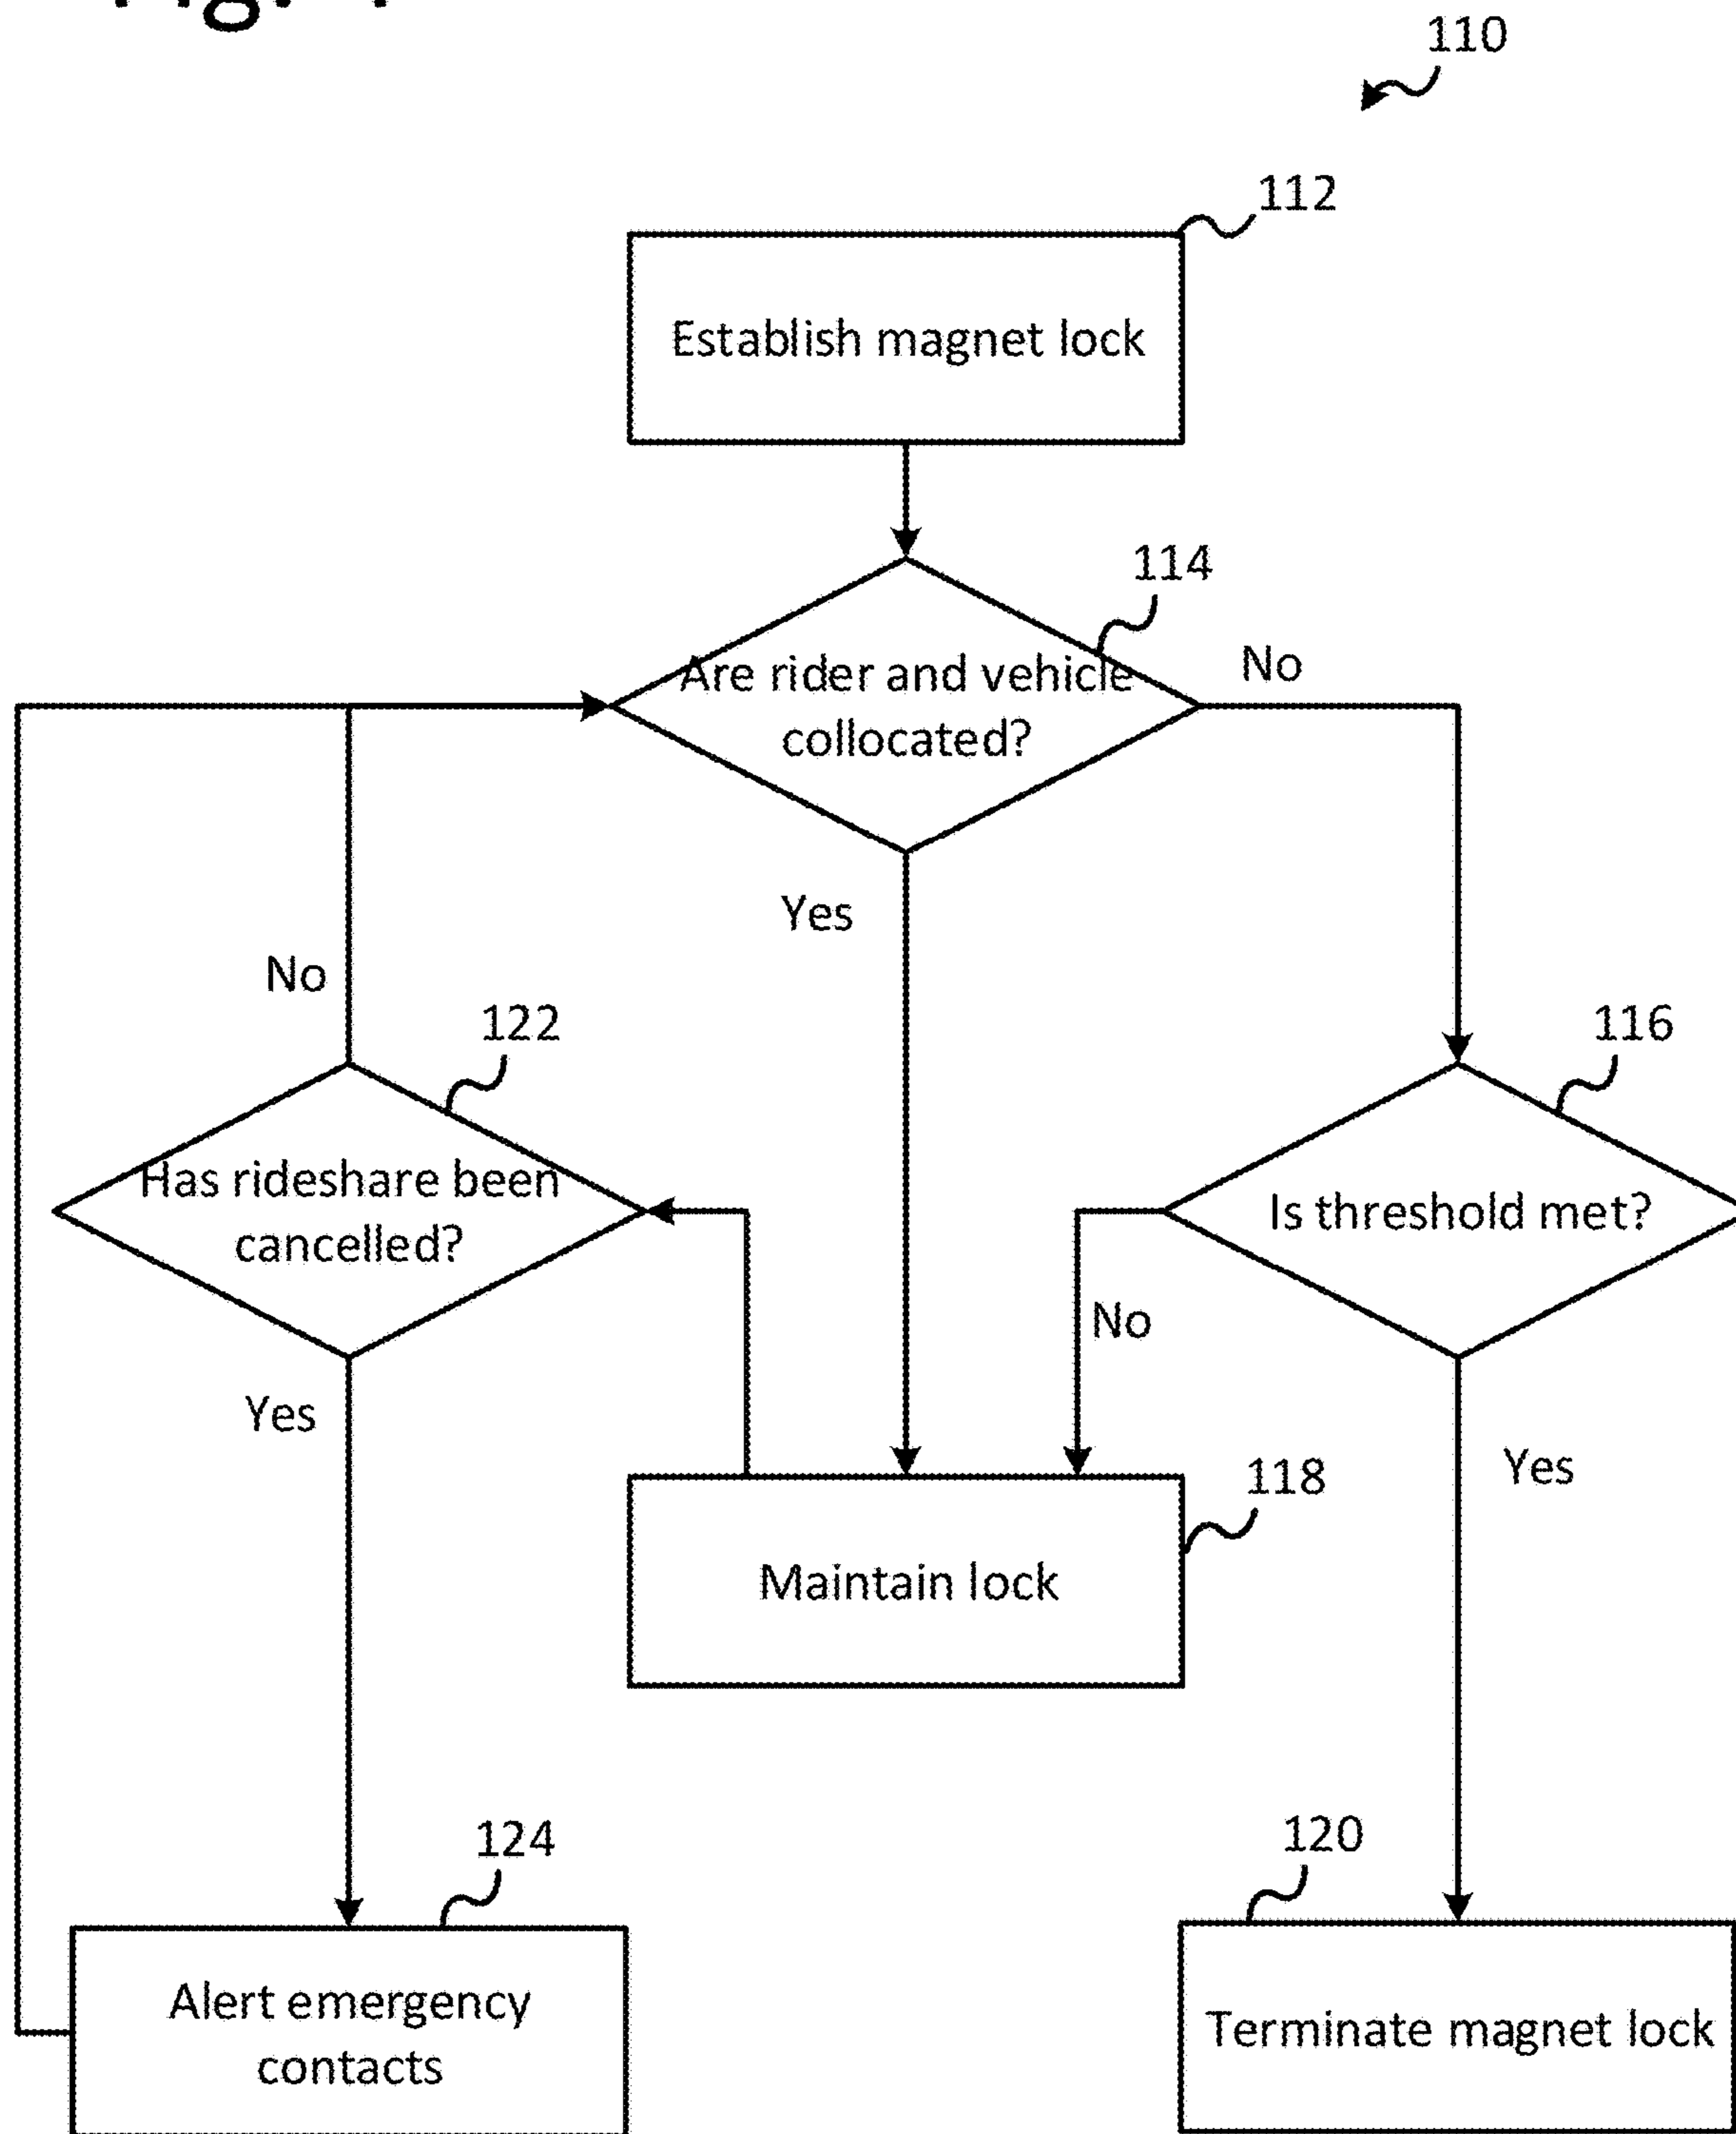 110
112
Establish magnet lock
114
Are rider and vehicle
collocated?
No
Yes
No
122
116
Has rideshare been
cancelled?
Is threshold met?
No
Yes
Yes
118
Maintain lock
124
120
Alert emergency
contacts
Terminate magnet lock